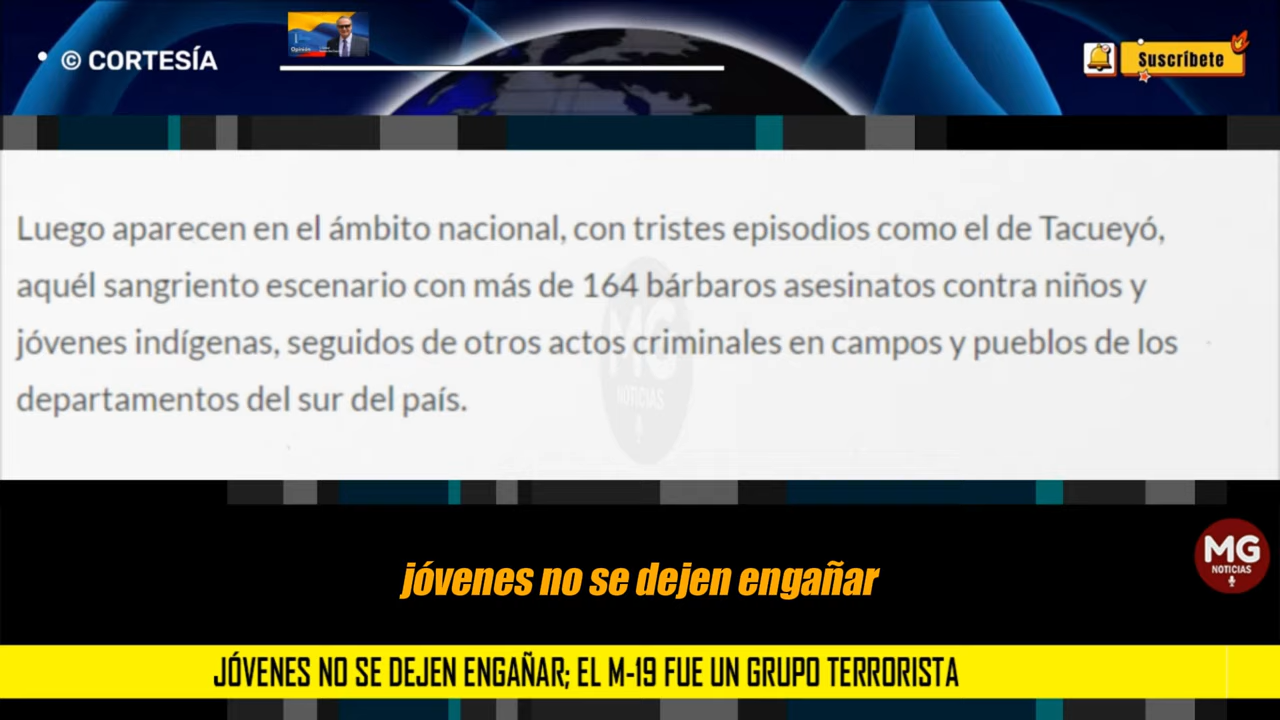 © CORTESÍA
Opinión
Suscríbete
Luego aparecen en el ámbito nacional, con tristes episodios como el de Tacueyó,
aquél sangriento escenario con más de 164 bárbaros asesinatos contra niños y
jóvenes indígenas, seguidos de otros actos criminales en campos y pueblos de los
departamentos del sur del país.
MG
NOTICIAS
jóvenes no se dejen engañar
MG
NOTICIAS
JÓVENES NO SE DEJEN ENGAÑAR; EL M-19 FUE UN GRUPO TERRORISTA